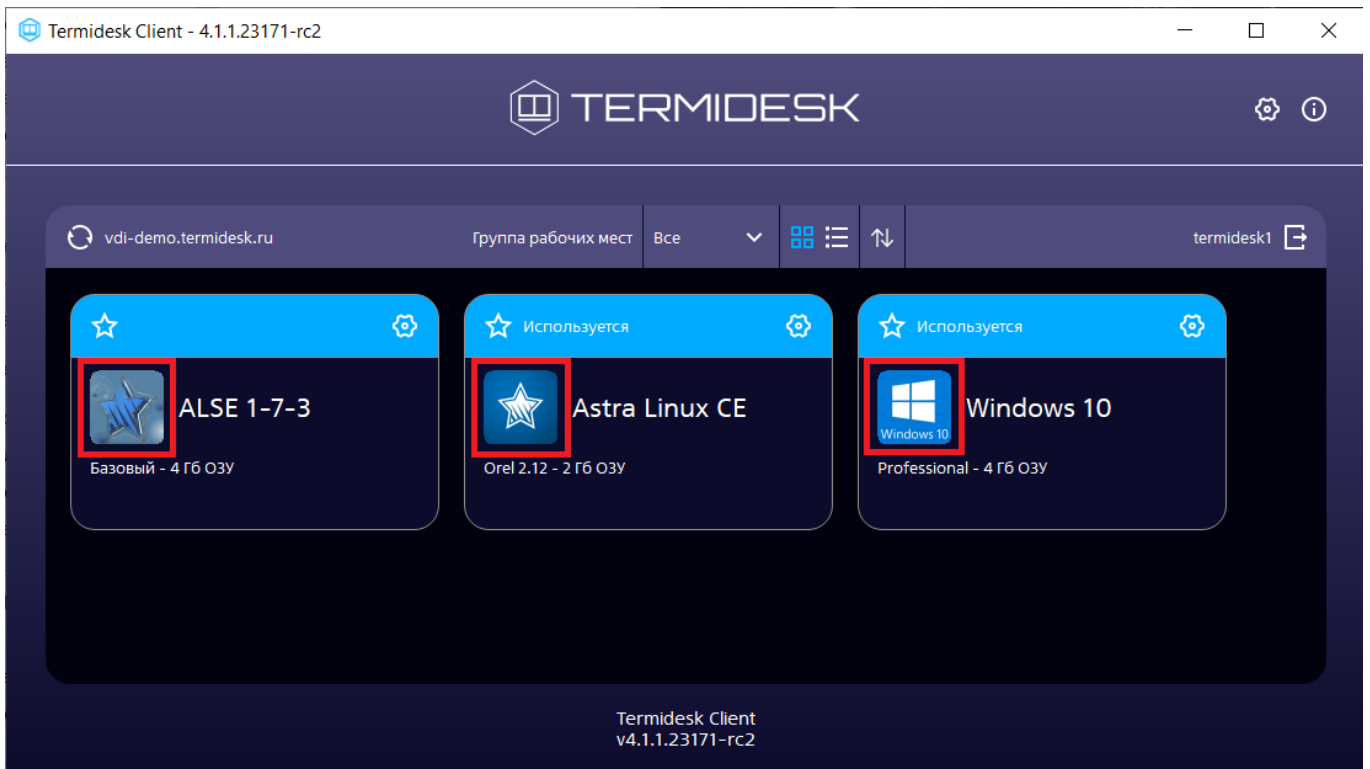 Termidesk Client - 4.1.1.23171-rc2
TERMIDESK
vdi-demo.termidesk.ru Группа рабочих мест Все termidesk1
Используется Используется
ALSE 1-7-3 Astra Linux CE Windows 10 Windows 10
Базовый - 4 Гб ОЗУ Orel 2.12 - 2 Гб ОЗУ Professional - 4 Гб ОЗУ
Termidesk Client
v4.1.1.23171-rc2